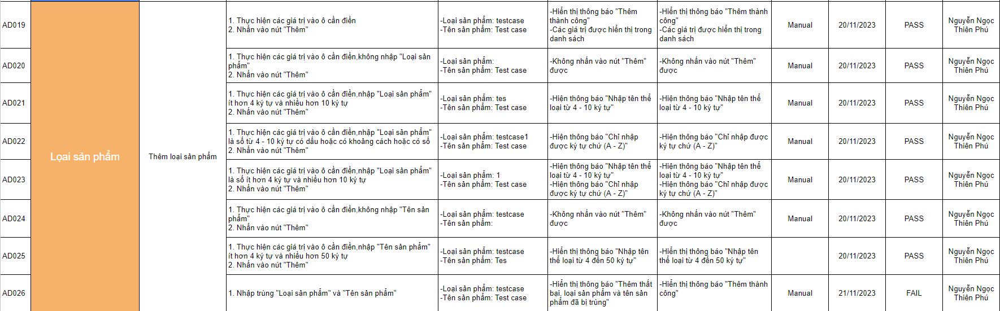 AD019
Lọai sản phẩm
Thêm loại sản phẩm
1. Thực hiện các giá trị vào ô cần điền
2. Nhấn vào nút "Thêm"
-Loại sản phẩm: testcase
-Tên sản phẩm: Test case
-Hiển thị thông báo "Thêm
thành công"
-Các giá trị được hiển thị trong
danh sách
-Hiển thị thông báo "Thêm thành
công"
-Các giá trị được hiển thị trong
danh sách
Manual
20/11/2023
PASS
Nguyễn Ngọc
Thiên Phú
AD020
1. Thực hiện các giá trị vào ô cần điền,không nhập "Loại sản
phẩm"
2. Nhấn vào nút "Thêm"
-Loại sản phẩm:
-Tên sản phẩm: Test case
-Không nhấn vào nút "Thêm"
được
-Không nhấn vào nút "Thêm"
được
Manual
20/11/2023
PASS
Nguyễn Ngọc
Thiên Phú
AD021
1. Thực hiện các giá trị vào ô cần điền,nhập "Loại sản phẩm"
ít hơn 4 ký tự và nhiều hơn 10 ký tự
2. Nhấn vào nút "Thêm"
-Loại sản phẩm: tes
-Tên sản phẩm: Test case
-Hiện thông báo "Nhập tên thể
loại từ 4 - 10 ký tự"
-Hiện thông báo "Nhập tên thể
loại từ 4 - 10 ký tự"
Manual
20/11/2023
PASS
Nguyễn Ngọc
Thiên Phú
AD022
1. Thực hiện các giá trị vào ô cần điền,nhập "Loại sản phẩm"
là số từ 4 - 10 ký tự có dấu hoặc có khoảng cách hoặc có số
2. Nhấn vào nút "Thêm"
-Loại sản phẩm: testcase1
-Tên sản phẩm: Test case
-Hiện thông báo "Chỉ nhập
được ký tự chứ (A - Z)"
-Hiện thông báo "Chỉ nhập được
ký tự chứ (A - Z)"
Manual
20/11/2023
PASS
Nguyễn Ngọc
Thiên Phú
AD023
1. Thực hiện các giá trị vào ô cần điền,nhập "Loại sản phẩm"
là số ít hơn 4 ký tự và nhiều hơn 10 ký tự
2. Nhấn vào nút "Thêm"
-Loại sản phẩm: 1
-Tên sản phẩm: Test case
-Hiện thông báo "Nhập tên thể
loại từ 4 - 10 ký tự"
-Hiện thông báo "Chỉ nhập
được ký tự chứ (A - Z)"
-Hiện thông báo "Nhập tên thể
loại từ 4 - 10 ký tự"
-Hiện thông báo "Chỉ nhập được
ký tự chứ (A - Z)"
Manual
20/11/2023
PASS
Nguyễn Ngọc
Thiên Phú
AD024
1. Thực hiện các giá trị vào ô cần điền,không nhập "Tên sản
phẩm"
2. Nhấn vào nút "Thêm"
-Loại sản phẩm: testcase
-Tên sản phẩm:
-Không nhấn vào nút "Thêm"
được
-Không nhấn vào nút "Thêm"
được
Manual
20/11/2023
PASS
Nguyễn Ngọc
Thiên Phú
AD025
1. Thực hiện các giá trị vào ô cần điền,nhập "Tên sản phẩm"
ít hơn 4 ký tự và nhiều hơn 50 ký tự
2. Nhấn vào nút "Thêm"
-Loại sản phẩm: testcase
-Tên sản phẩm: Tes
-Hiển thị thông báo "Nhập tên
thể loại từ 4 đến 50 ký tự"
-Hiển thị thông báo "Nhập tên
thể loại từ 4 đến 50 ký tự"
20/11/2023
PASS
Nguyễn Ngọc
Thiên Phú
AD026
1. Nhập trùng "Loại sản phẩm" và "Tên sản phẩm"
-Loại sản phẩm: testcase
-Tên sản phẩm: Test case
-Hiển thị thông báo "Thêm thất
bại, loại sản phẩm và tên sản
phẩm đã bị trùng"
-Hiển thị thông báo "Thêm thành
công"
Manual
21/11/2023
FAIL
Nguyễn Ngọc
Thiên Phú